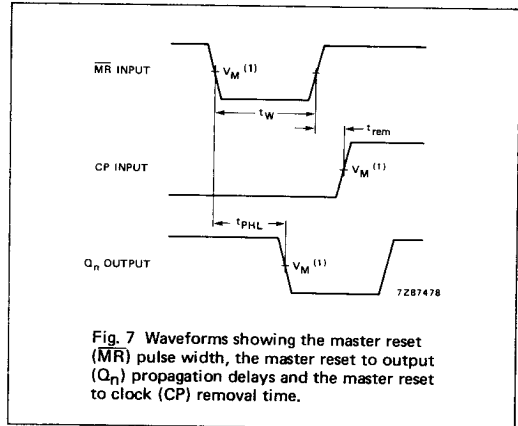 M̅R̅ INPUT
V_M (1)
t_W
t_rem
CP INPUT
V_M (1)
t_PHL
Q_n OUTPUT
V_M (1)
7Z87478
Fig. 7 Waveforms showing the master reset
(M̅R̅) pulse width, the master reset to output
(Q_n) propagation delays and the master reset
to clock (CP) removal time.